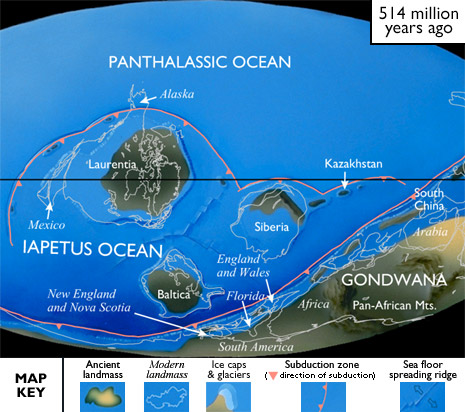 514 million
years ago
PANTHALASSIC OCEAN
Alaska
Laurentia
Kazakhstan
South
China
Mexico
Siberia
Arabia
IAPETUS OCEAN
England
and Wales
GONDWANA
Baltica
New England
and Nova Scotia
Florida
Africa
Pan-African Mts.
South America
MAP
KEY
Ancient
landmass
Modern
landmass
Ice caps
& glaciers
Subduction zone
(▼ direction of subduction)
Sea floor
spreading ridge